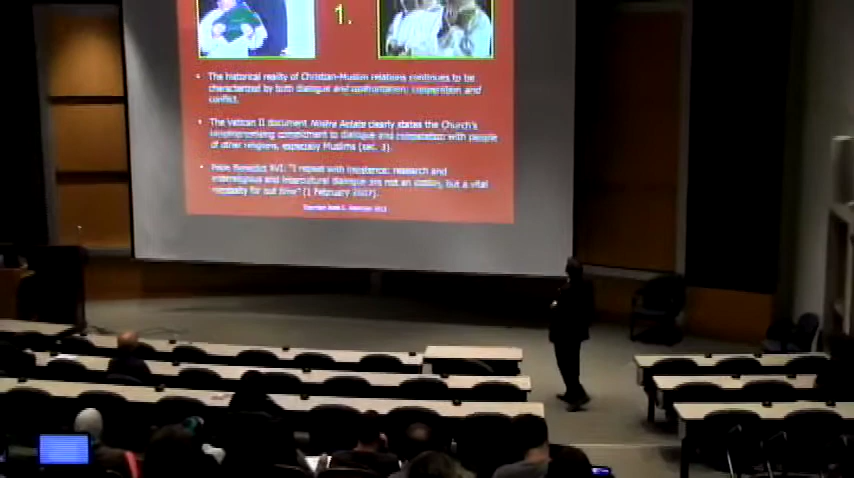 1.
• The historical reality of Christian-Muslim relations continues to be
characterized by both dialogue and confrontation, cooperation and
conflict.
• The Vatican II document Nostra Aetate clearly states the Church's
uncompromising commitment to dialogue and cooperation with people
of other religions, especially Muslims (sec. 3).
• Pope Benedict XVI: "I repeat with insistence: research and
interreligious and intercultural dialogue are not an option, but a vital
necessity for our time" (1 February 2007).